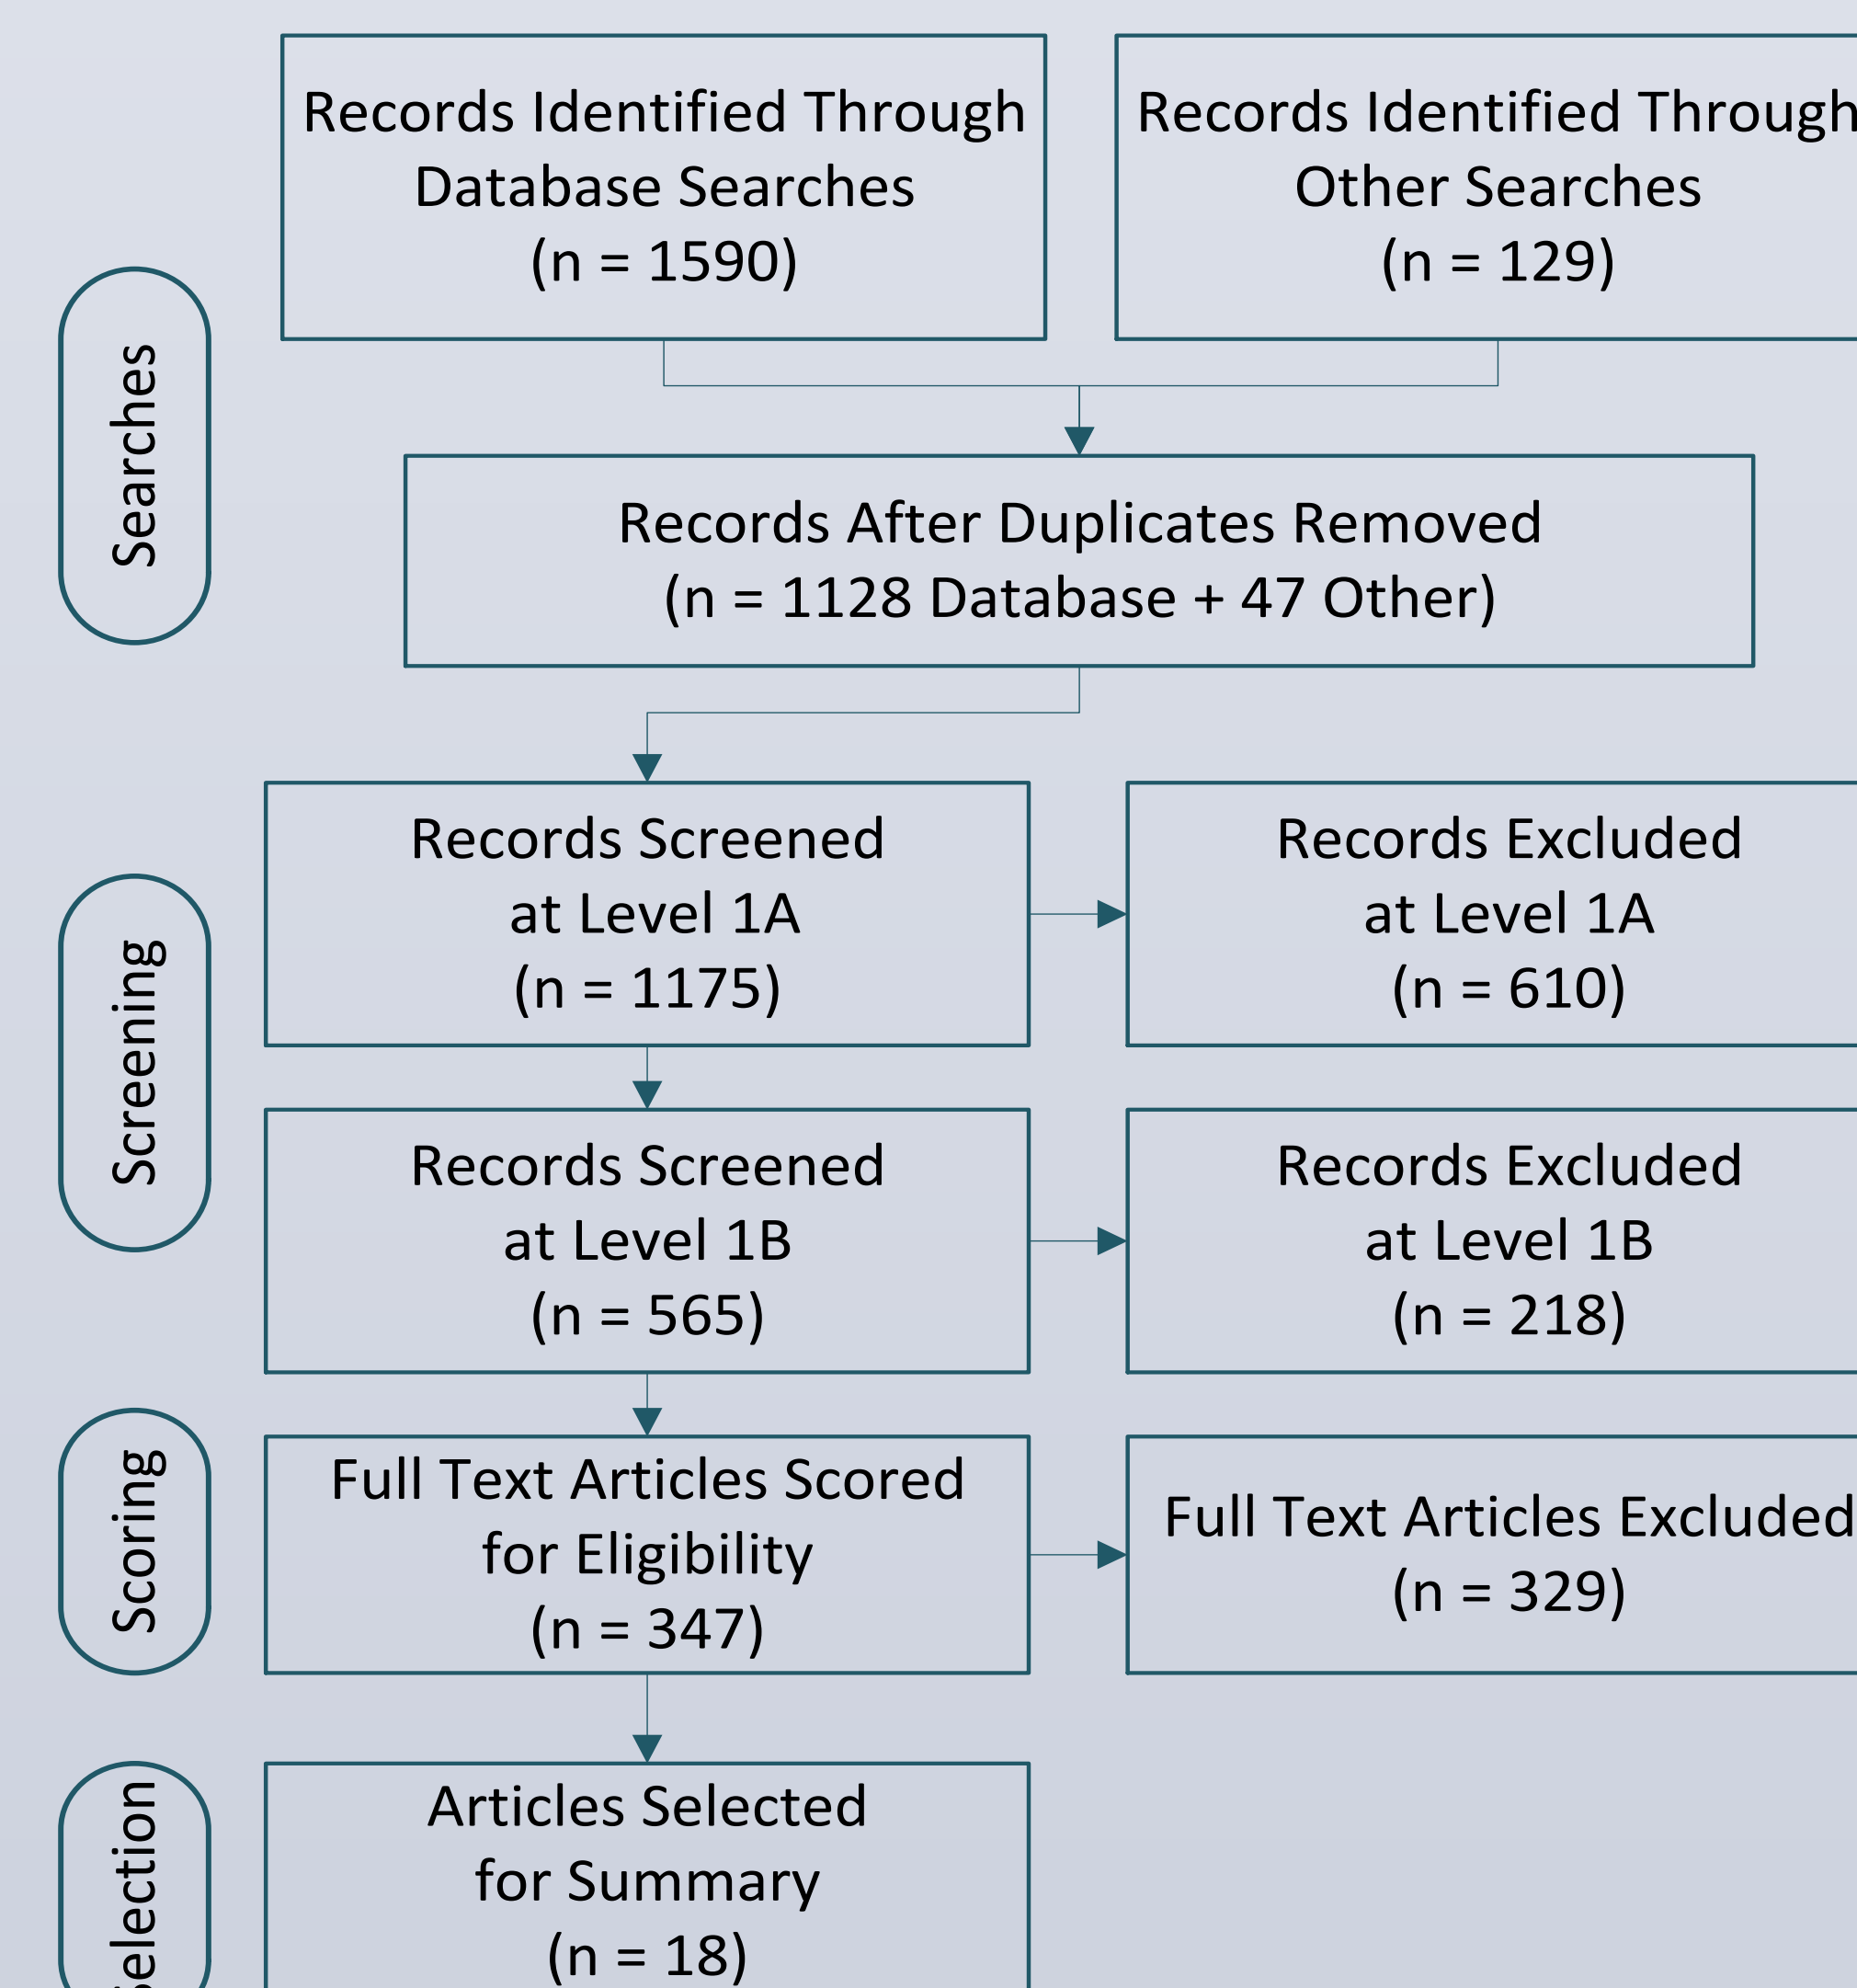 Records Identified Through
Database Searches
(n = 1590)
Records Identified Through
Other Searches
(n = 129)
Searches
Records After Duplicates Removed
(n = 1128 Database + 47 Other)
Screening
Records Screened
at Level 1A
(n = 1175)
Records Excluded
at Level 1A
(n = 610)
Records Screened
at Level 1B
(n = 565)
Records Excluded
at Level 1B
(n = 218)
Scoring
Full Text Articles Scored
for Eligibility
(n = 347)
Full Text Articles Excluded
(n = 329)
Selection
Articles Selected
for Summary
(n = 18)